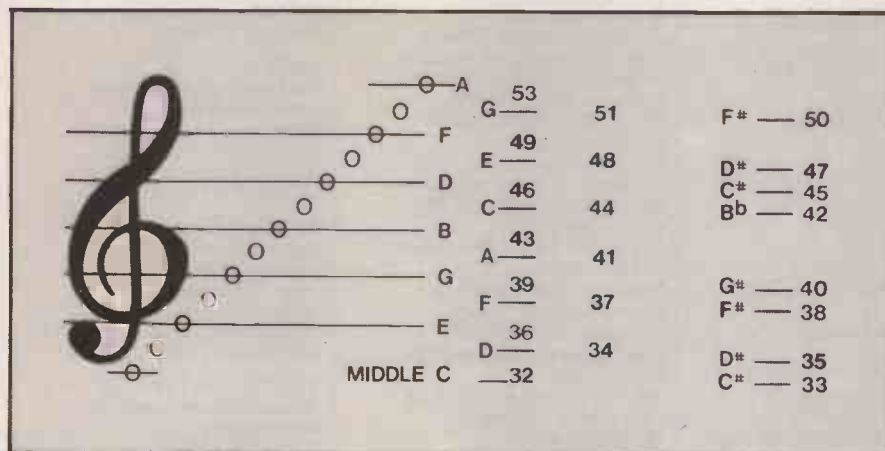 A 53
G — 51 F# — 50
F 49
E — 48 D# — 47
D 46 C# — 45
C — 44 Bb — 42
B 43
A — 41
G 39 G# — 40
F — 37 F# — 38
E 36
D — 34 D# — 35
MIDDLE C — 32 C# — 33